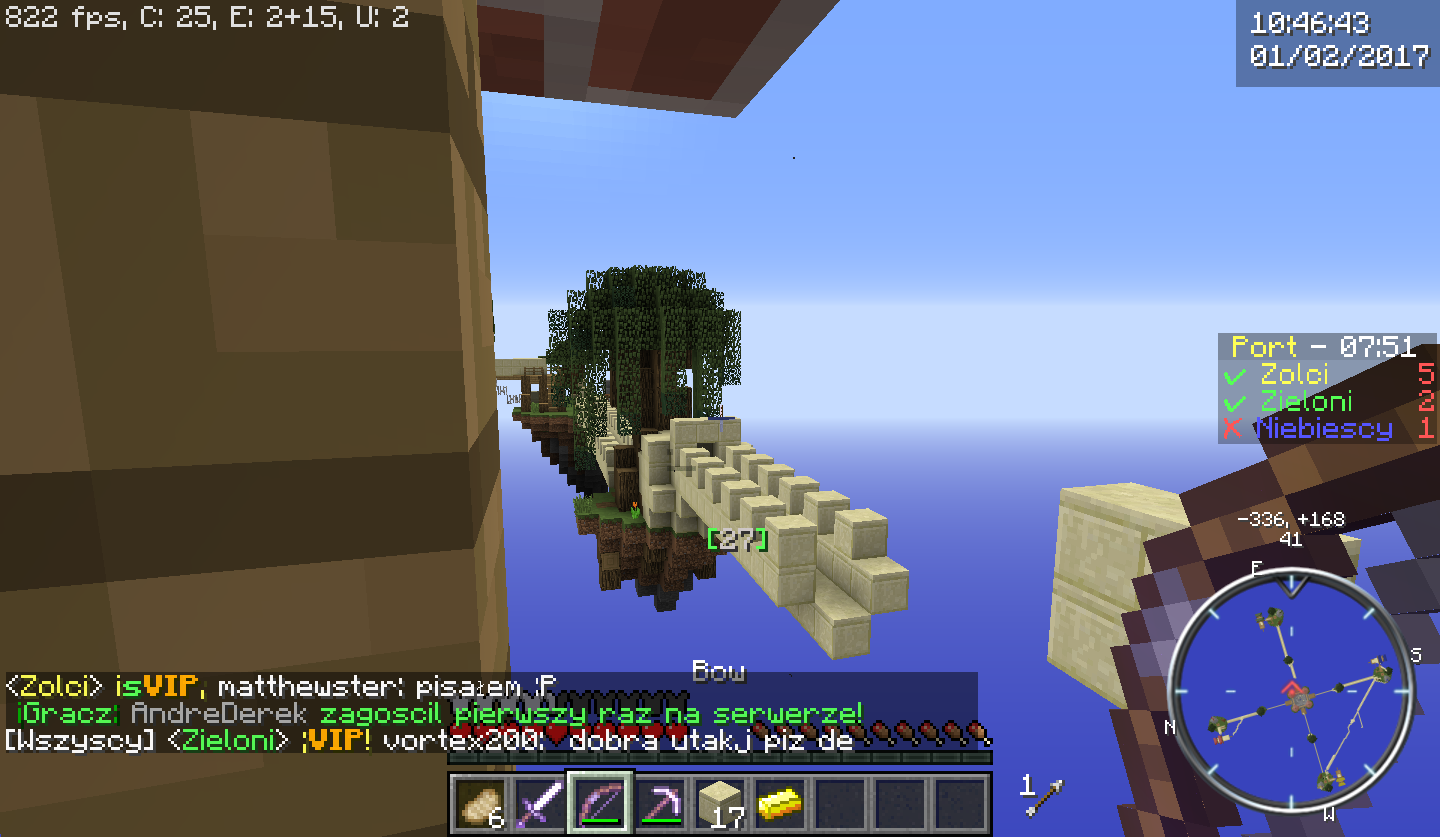 822 fps, C: 25, E: 2+15, U: 2
10:46:43
01/02/2017
Port - 07:51
✓ Zolci 5
✓ Zieloni 2
X Niebiescy 1
-336, +168
41
E
S
N
W
[27]
Bow
<Zolci> isVIP, matthewster: pisałem :P
iGracz: AndreDerek zagoscil pierwszy raz na serwerze!
[Wszyscy] <Zieloni> ;VIP! vortex200: dobra utakj piz de
6
17
1